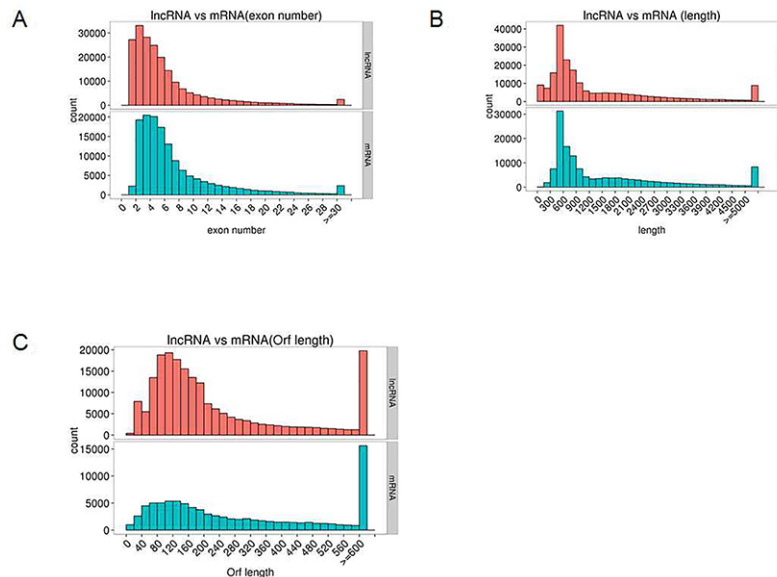 A
lncRNA vs mRNA(exon number)
30000
20000
10000
0
lncRNA
count
20000
15000
10000
5000
0
mRNA
0 2 4 6 8 10 12 14 16 18 20 22 24 26 28 >=30
exon number
B
lncRNA vs mRNA (length)
40000
30000
20000
10000
0
lncRNA
count
30000
20000
10000
0
mRNA
0 300 600 900 1200 1500 1800 2100 2400 2700 3000 3300 3600 3900 4200 4500 >=5000
length
C
lncRNA vs mRNA(Orf length)
20000
15000
10000
5000
0
lncRNA
count
15000
10000
5000
0
mRNA
0 40 80 120 160 200 240 280 320 360 400 440 480 520 560 >=600
Orf length